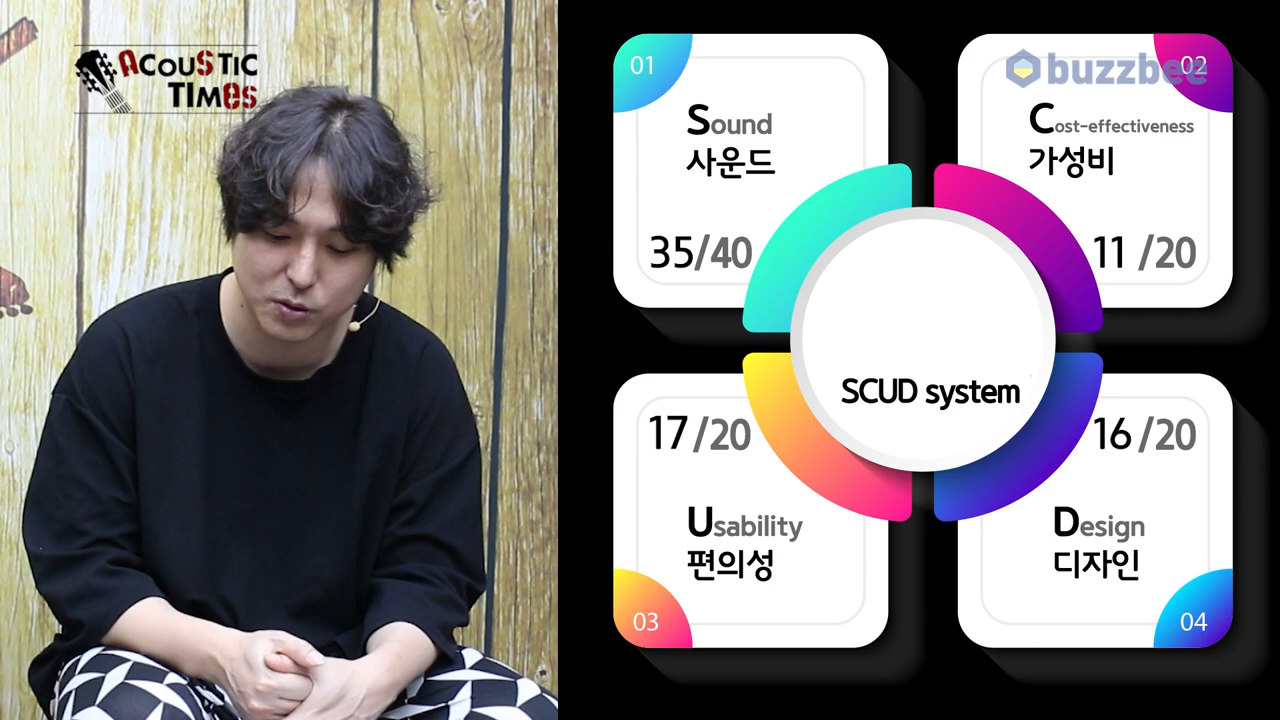 ACOUSTIC
TIMES
01
Sound
사운드
35/40
buzzbee
02
Cost-effectiveness
가성비
11 /20
SCUD system
17/20
Usability
편의성
03
16/20
Design
디자인
04